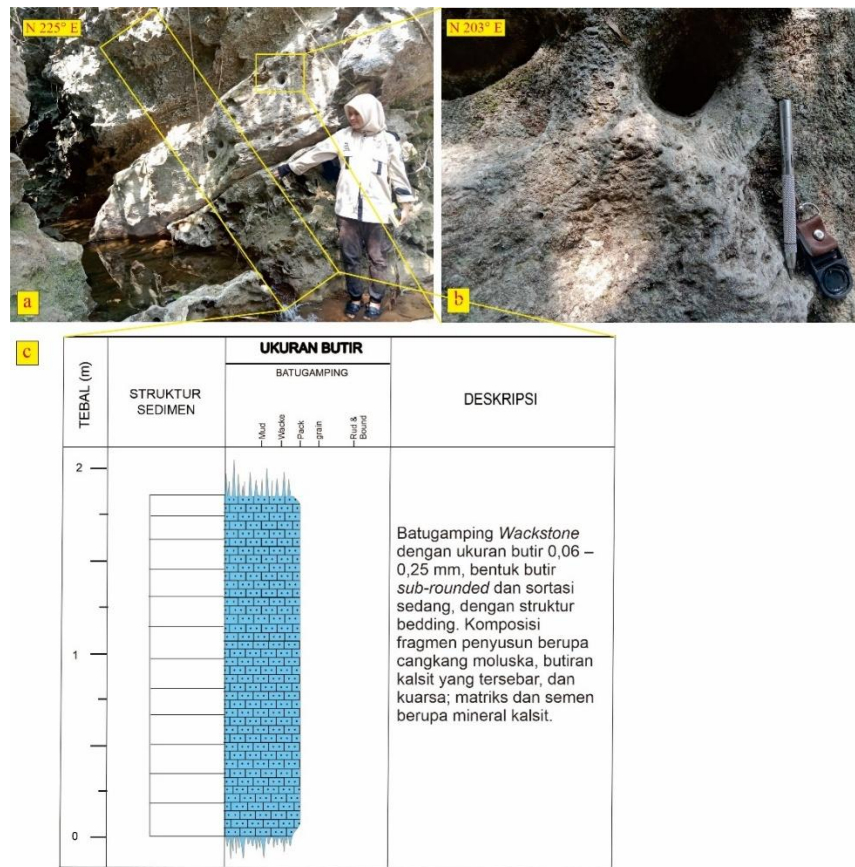 N 225° E
N 203° E
a
b
c
TEBAL (m)
STRUKTUR
SEDIMEN
UKURAN BUTIR
BATUGAMPING
Mud
Wacke
Pack
grain
Rud &
Bound
DESKRIPSI
2
1
0
Batugamping Wackstone
dengan ukuran butir 0,06 –
0,25 mm, bentuk butir
sub-rounded dan sortasi
sedang, dengan struktur
bedding. Komposisi
fragmen penyusun berupa
cangkang moluska, butiran
kalsit yang tersebar, dan
kuarsa; matriks dan semen
berupa mineral kalsit.